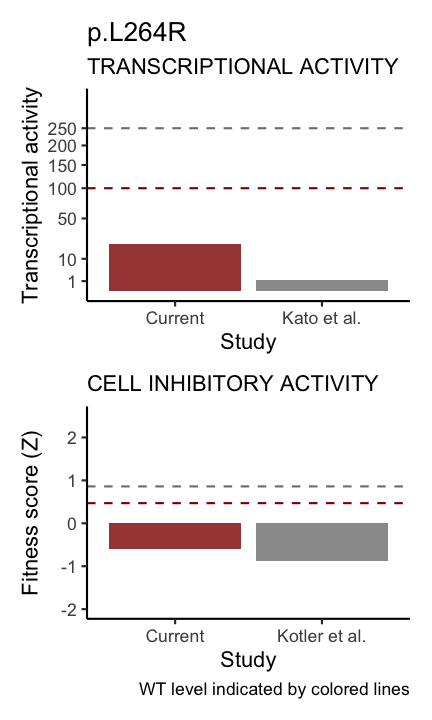 p.L264R
TRANSCRIPTIONAL ACTIVITY
Transcriptional activity
250
200
150
100
50
10
1
Current
Kato et al.
Study
CELL INHIBITORY ACTIVITY
Fitness score (Z)
2
1
0
-1
-2
Current
Kotler et al.
Study
WT level indicated by colored lines